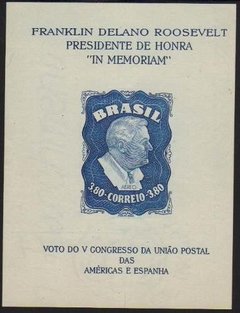 FRANKLIN DELANO ROOSEVELT
PRESIDENTE DE HONRA
"IN MEMORIAM"
BRASIL
AÉREO
3,80-CORREIO-3,80
VOTO DO V CONGRESSO DA UNIÃO POSTAL
DAS
AMÉRICAS E ESPANHA